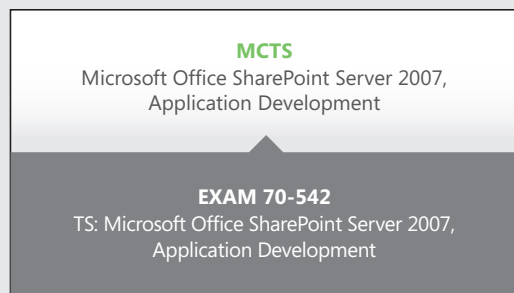 MCTS
Microsoft Office SharePoint Server 2007,
Application Development
EXAM 70-542
TS: Microsoft Office SharePoint Server 2007,
Application Development